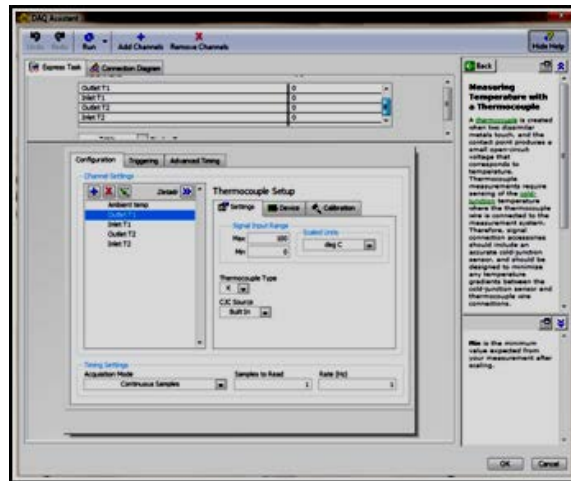 DAQ Assistant
Undo Redo Run Add Channels Remove Channels Hide Help
Express Task Connection Diagram
Outlet T1 0
Inlet T1 0
Outlet T2 0
Inlet T2 0
Configuration Triggering Advanced Timing
Channel Settings
Details
Ambient temp
Outlet T1
Inlet T1
Outlet T2
Inlet T2
Thermocouple Setup
Settings Device Calibration
Signal Input Range
Max 100
Min 0
Scaled Units
deg C
Thermocouple Type
K
CJC Source
Built In
Timing Settings
Acquisition Mode
Continuous Samples
Samples to Read
1
Rate (Hz)
1
Back
Measuring
Temperature with
a Thermocouple
A thermocouple is created
when two dissimilar
metals touch, and the
contact point produces a
small open-circuit
voltage that
corresponds to
temperature.
Thermocouple
measurements require
sensing of the cold-
junction temperature
where the thermocouple
wire is connected to the
measurement system.
Therefore, signal
connection accessories
should include an
accurate cold-junction
sensor, and should be
designed to minimize
any temperature
gradients between the
cold-junction sensor and
thermocouple wire
connections.
Min is the minimum
value expected from
your measurement after
scaling.
OK Cancel